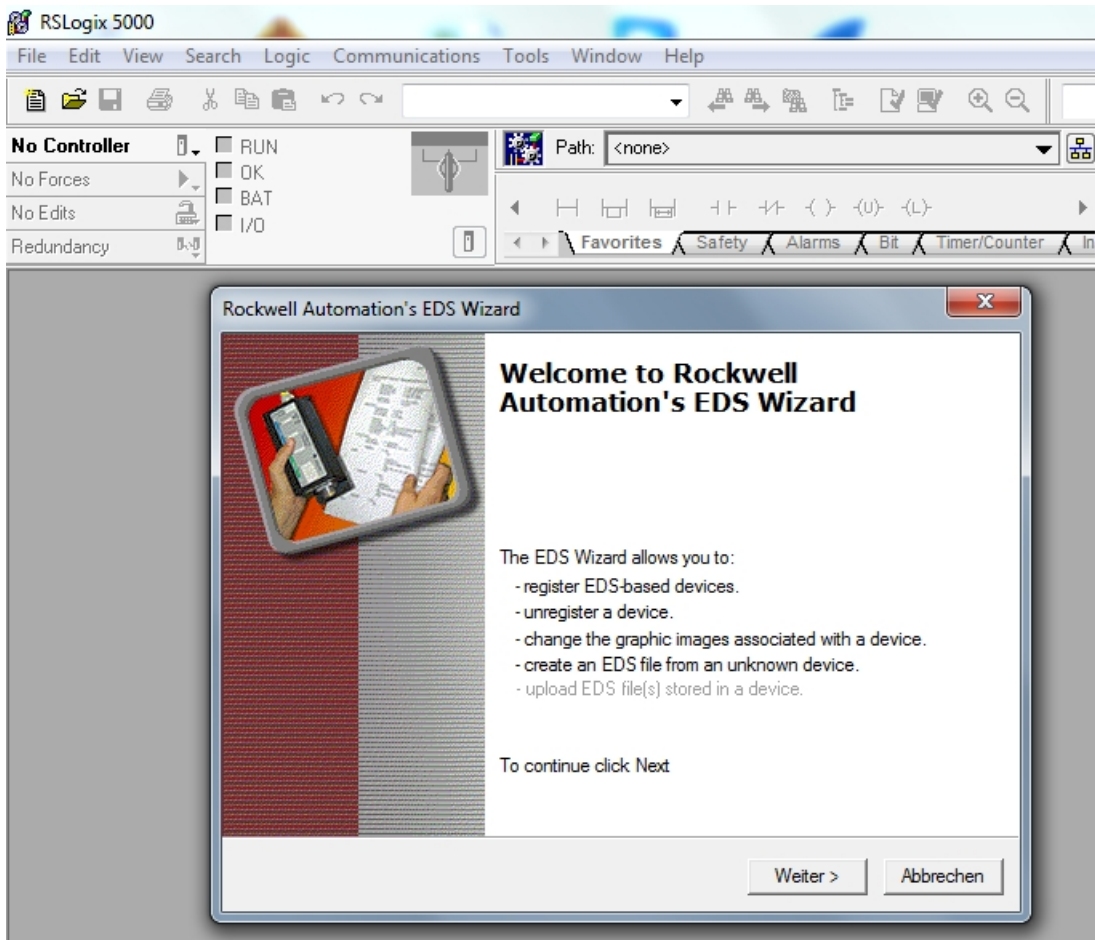 RSLogix 5000
File Edit View Search Logic Communications Tools Window Help
No Controller
RUN
Path: <none>
No Forces
OK
BAT
No Edits
I/O
Redundancy
Favorites Safety Alarms Bit Timer/Counter
Rockwell Automation's EDS Wizard
Welcome to Rockwell
Automation's EDS Wizard
The EDS Wizard allows you to:
- register EDS-based devices.
- unregister a device.
- change the graphic images associated with a device.
- create an EDS file from an unknown device.
- upload EDS file(s) stored in a device.
To continue click Next
Weiter > Abbrechen